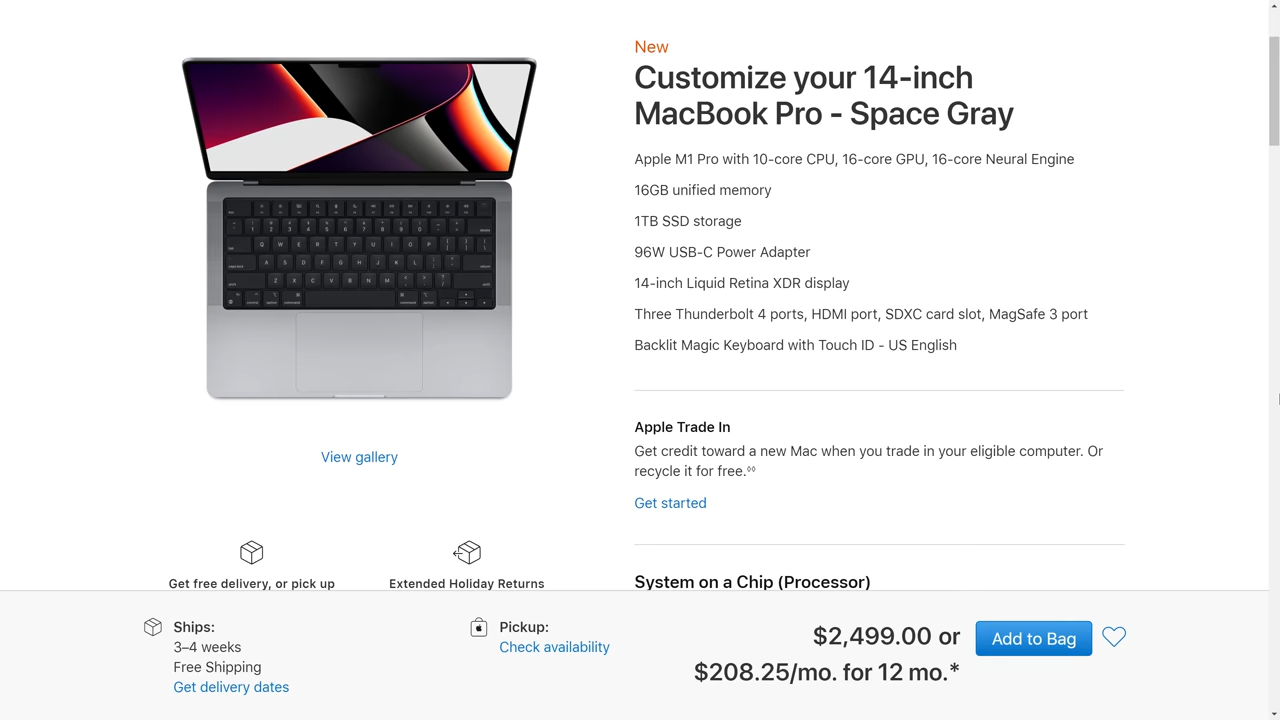 New
Customize your 14-inch
MacBook Pro - Space Gray
Apple M1 Pro with 10-core CPU, 16-core GPU, 16-core Neural Engine
16GB unified memory
1TB SSD storage
96W USB-C Power Adapter
14-inch Liquid Retina XDR display
Three Thunderbolt 4 ports, HDMI port, SDXC card slot, MagSafe 3 port
Backlit Magic Keyboard with Touch ID - US English
View gallery
Apple Trade In
Get credit toward a new Mac when you trade in your eligible computer. Or
recycle it for free.◊◊
Get started
Get free delivery, or pick up
Extended Holiday Returns
System on a Chip (Processor)
Ships:
3–4 weeks
Free Shipping
Get delivery dates
Pickup:
Check availability
$2,499.00 or
$208.25/mo. for 12 mo.*
Add to Bag